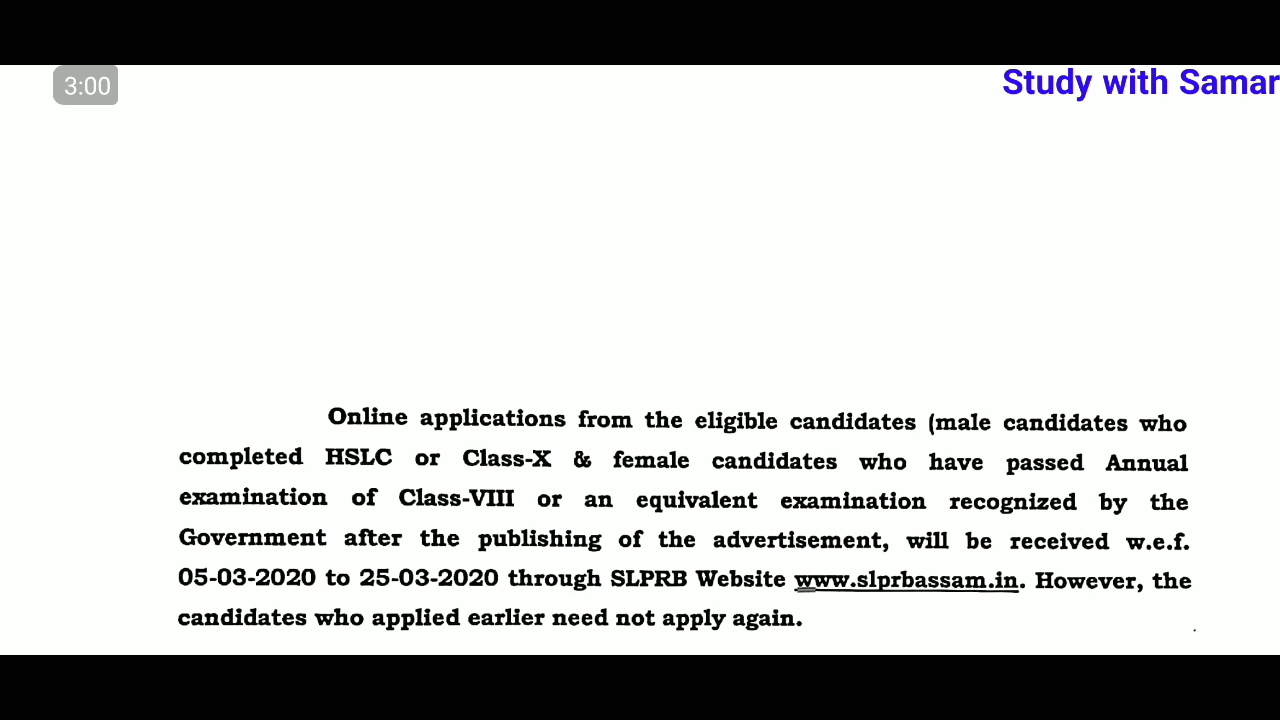 3:00
Study with Samar
Online applications from the eligible candidates (male candidates who
completed HSLC or Class-X & female candidates who have passed Annual
examination of Class-VIII or an equivalent examination recognized by the
Government after the publishing of the advertisement, will be received w.e.f.
05-03-2020 to 25-03-2020 through SLPRB Website www.slprbassam.in. However, the
candidates who applied earlier need not apply again.